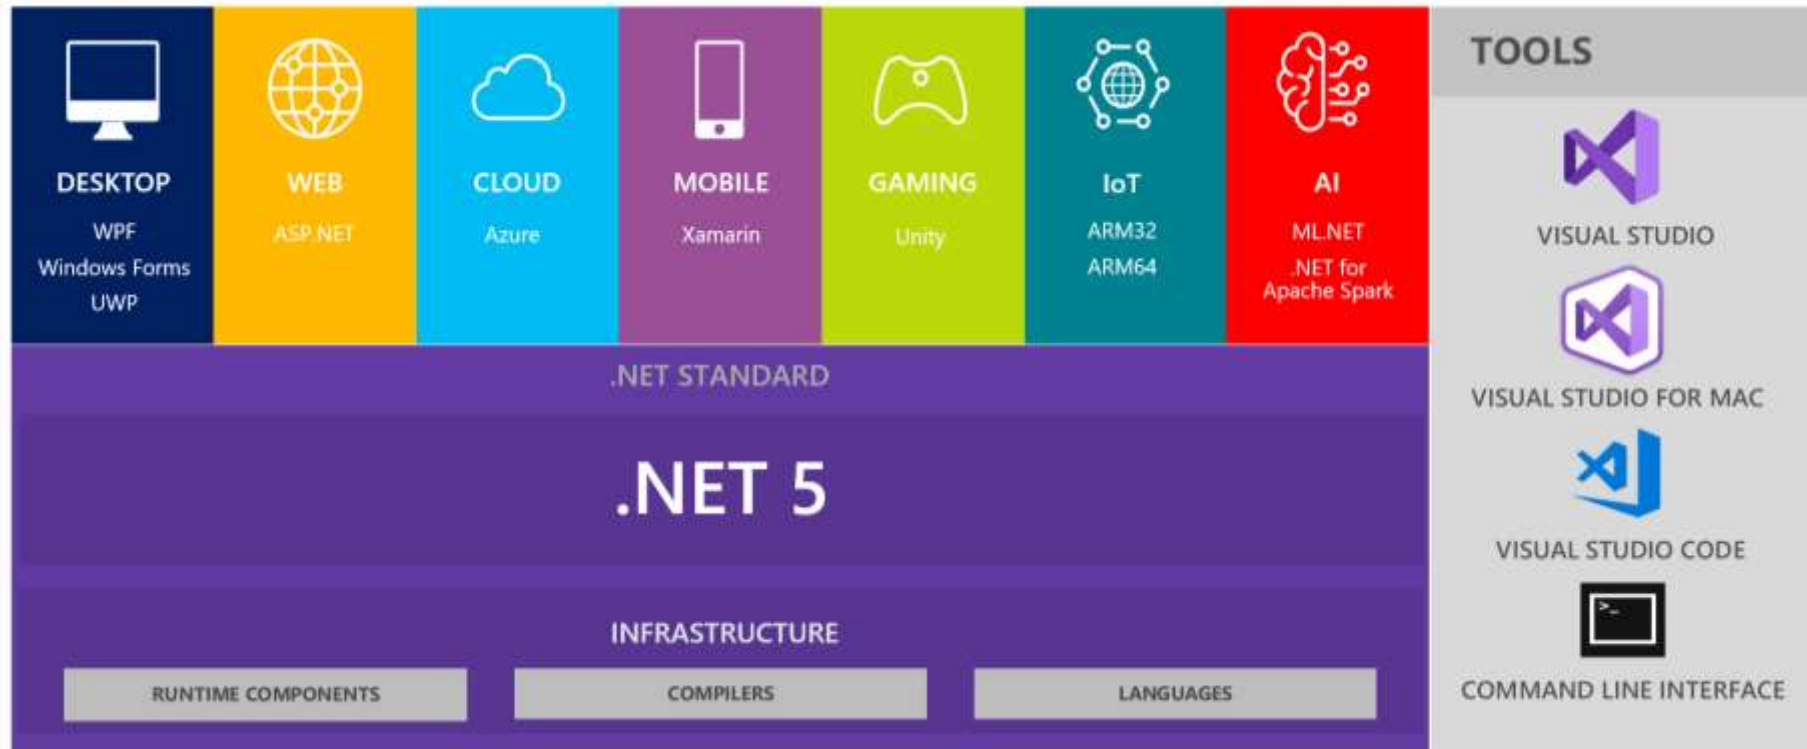 DESKTOP
WPF
Windows Forms
UWP
WEB
ASP.NET
CLOUD
Azure
MOBILE
Xamarin
GAMING
Unity
IoT
ARM32
ARM64
AI
ML.NET
.NET for
Apache Spark
.NET STANDARD
.NET 5
INFRASTRUCTURE
RUNTIME COMPONENTS
COMPILERS
LANGUAGES
TOOLS
VISUAL STUDIO
VISUAL STUDIO FOR MAC
VISUAL STUDIO CODE
>_
COMMAND LINE INTERFACE